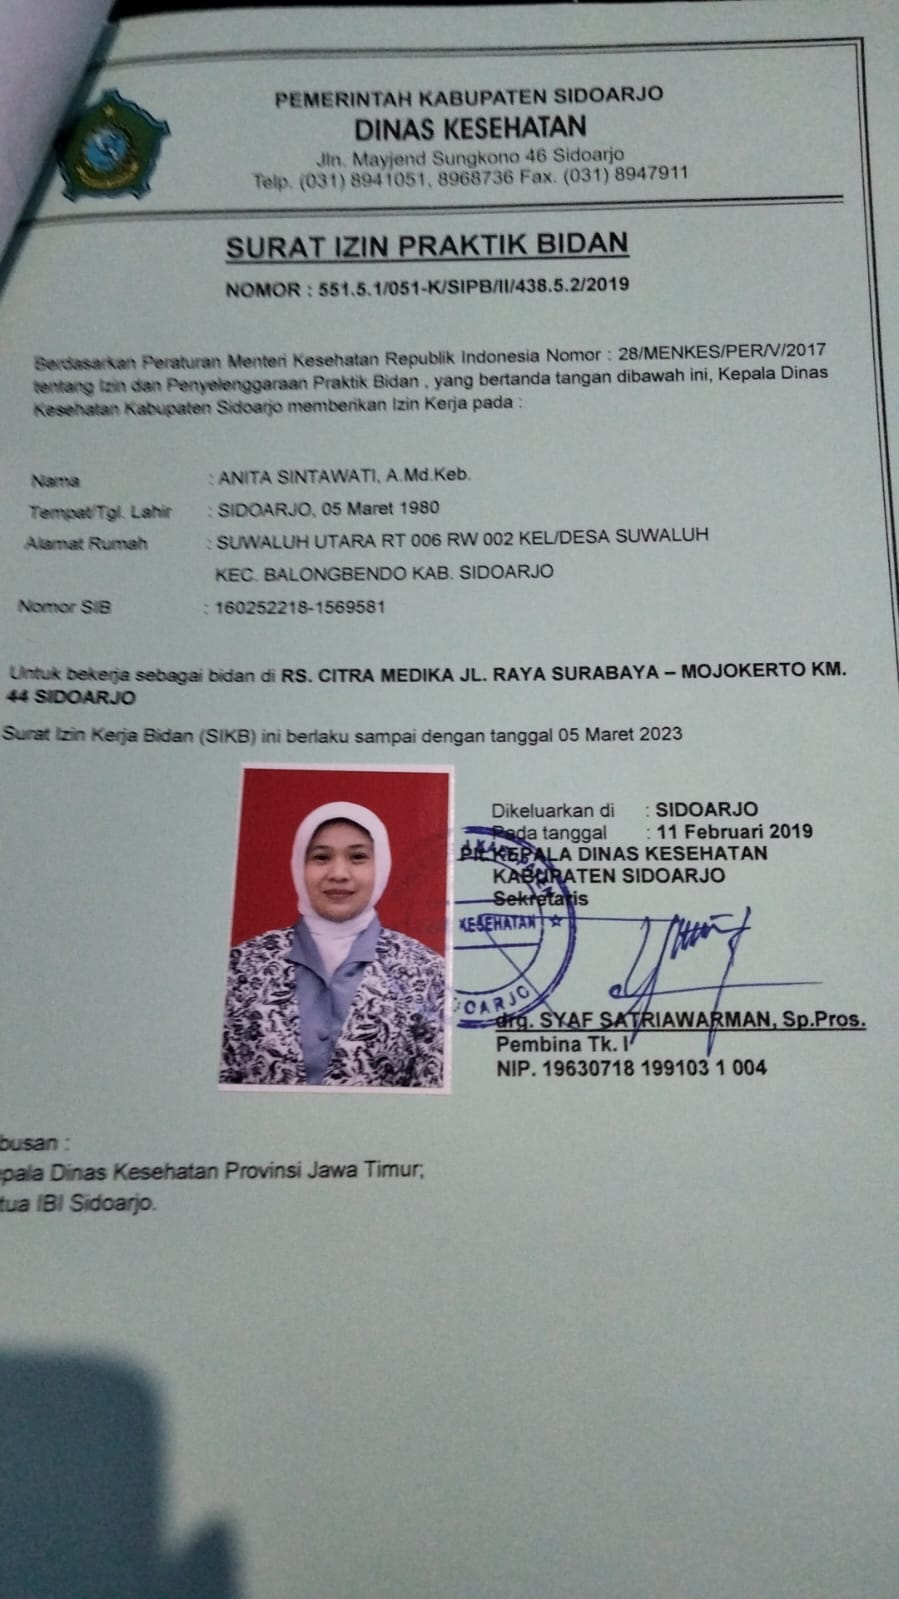 PEMERINTAH KABUPATEN SIDOARJO
DINAS KESEHATAN
Jln. Mayjend Sungkono 46 Sidoarjo
Telp. (031) 8941051, 8968736 Fax. (031) 8947911
SURAT IZIN PRAKTIK BIDAN
NOMOR : 551.5.1/051-K/SIPB/II/438.5.2/2019
Berdasarkan Peraturan Menteri Kesehatan Republik Indonesia Nomor : 28/MENKES/PER/V/2017
tentang Izin dan Penyelenggaraan Praktik Bidan , yang bertanda tangan dibawah ini, Kepala Dinas
Kesehatan Kabupaten Sidoarjo memberikan Izin Kerja pada :
Nama : ANITA SINTAWATI, A.Md.Keb.
Tempat/Tgl. Lahir : SIDOARJO, 05 Maret 1980
Alamat Rumah : SUWALUH UTARA RT 006 RW 002 KEL/DESA SUWALUH
KEC. BALONGBENDO KAB. SIDOARJO
Nomor SIB : 160252218-1569581
Untuk bekerja sebagai bidan di RS. CITRA MEDIKA JL. RAYA SURABAYA – MOJOKERTO KM.
44 SIDOARJO
Surat Izin Kerja Bidan (SIKB) ini berlaku sampai dengan tanggal 05 Maret 2023
Dikeluarkan di : SIDOARJO
Pada tanggal : 11 Februari 2019
Plt.KEPALA DINAS KESEHATAN
KABUPATEN SIDOARJO
Sekretaris
KESEHATAN
OARJO
drg. SYAF SATRIAWARMAN, Sp.Pros.
Pembina Tk. I
NIP. 19630718 199103 1 004
busan :
pala Dinas Kesehatan Provinsi Jawa Timur;
tua IBI Sidoarjo.